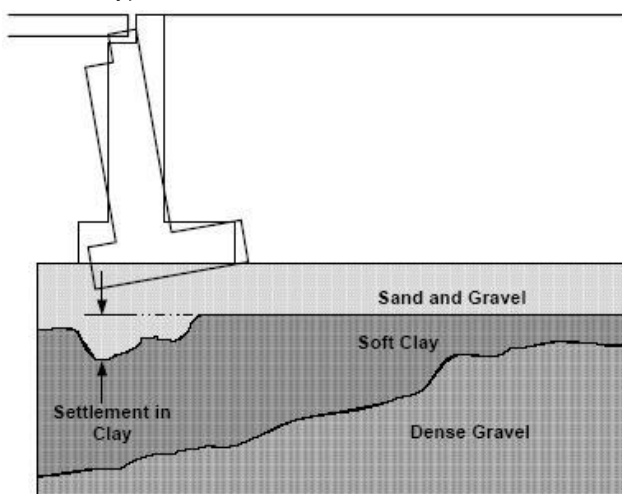 Sand and Gravel
Soft Clay
Settlement in
Clay
Dense Gravel